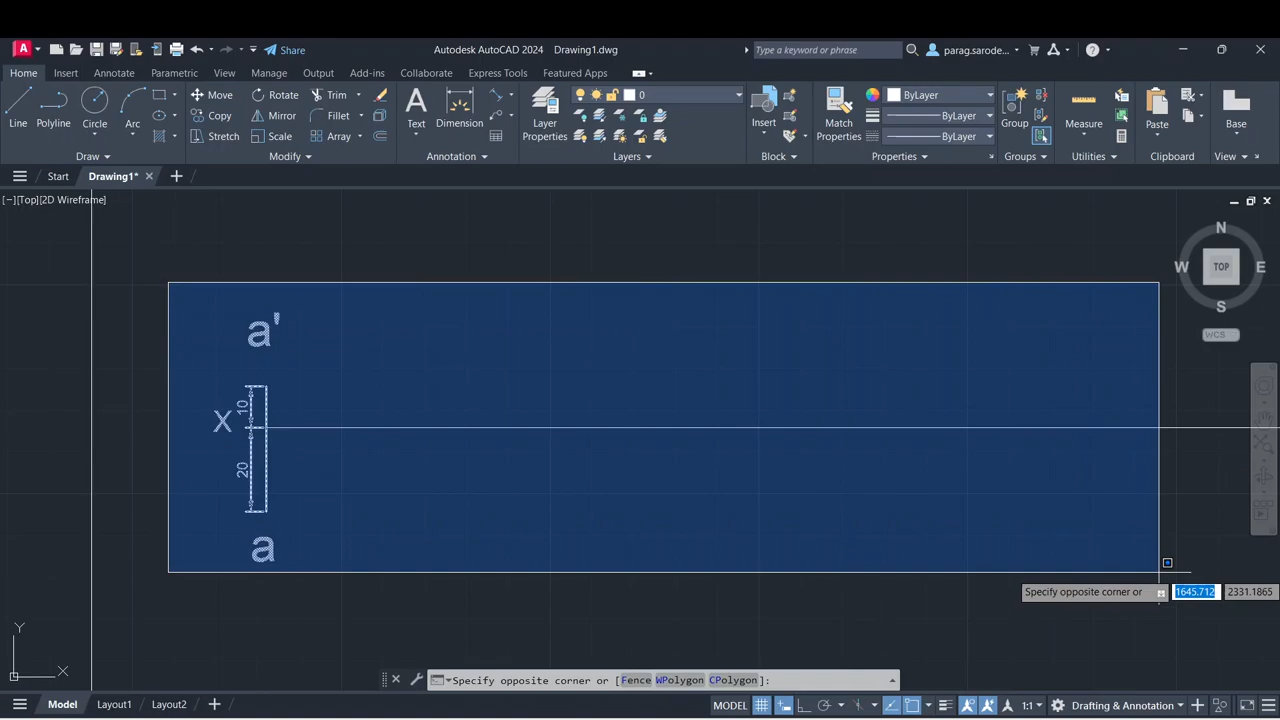 Share
Autodesk AutoCAD 2024 Drawing1.dwg
Type a keyword or phrase
parag.sarode...
Home Insert Annotate Parametric View Manage Output Add-ins Collaborate Express Tools Featured Apps
Line Polyline Circle Arc
Move Rotate Trim
Copy Mirror Fillet
Stretch Scale Array
Text Dimension
Layer Properties
0
Insert
Match Properties
ByLayer
ByLayer
ByLayer
Group
Measure
Paste
Base
Draw Modify Annotation Layers Block Properties Groups Utilities Clipboard View
Start Drawing1*
[−][Top][2D Wireframe]
N
W TOP E
S
WCS
a'
10
X
20
a
Specify opposite corner or 1645.712 2331.1865
Y
X
Specify opposite corner or [Fence WPolygon CPolygon]:
Model Layout1 Layout2
MODEL 1:1 Drafting & Annotation